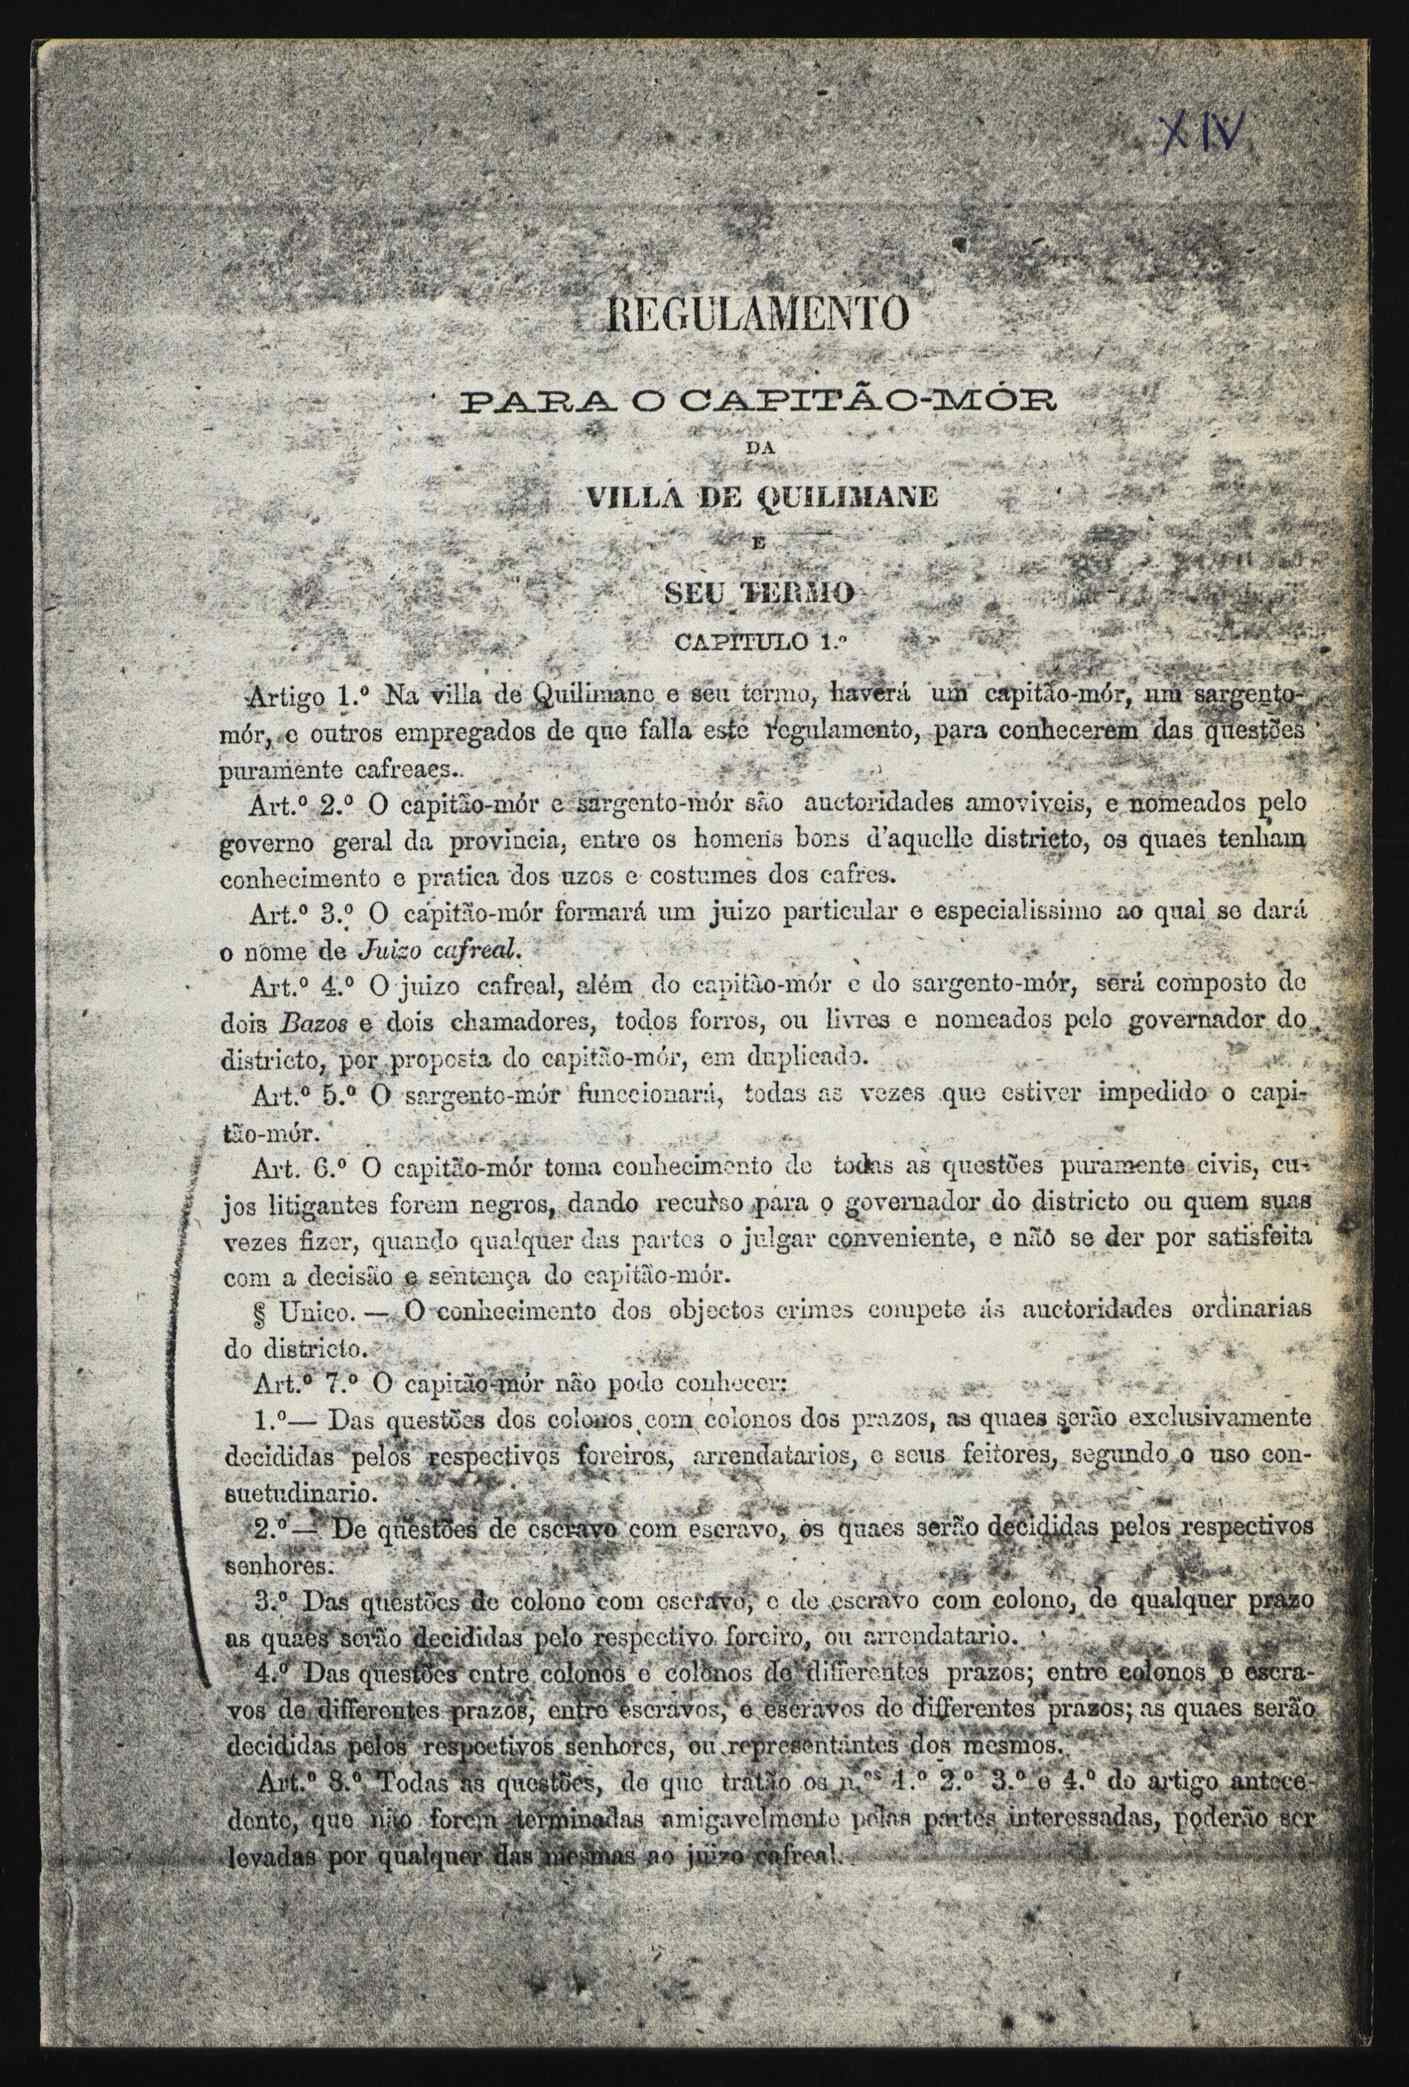 XIV
REGULAMENTO
PARA O CAPITÃO-MÓR
DA
VILLA DE QUILIMANE
E
SEU TERMO
CAPITULO 1.º
Artigo 1.º Na villa de Quilimane e seu termo, haverá um capitão-mór, um sargento-
mór, e outros empregados de que falla este regulamento, para conhecerem das questões
puramente cafreaes.
Art.º 2.º O capitão-mór e sargento-mór são auctoridades amoviveis, e nomeados pelo
governo geral da provincia, entre os homens bons d'aquelle districto, os quaes tenham
conhecimento e pratica dos uzos e costumes dos cafres.
Art.º 3.º O capitão-mór formará um juizo particular e especialissimo ao qual se dará
o nome de Juizo cafreal.
Art.º 4.º O juizo cafreal, além do capitão-mór e do sargento-mór, será composto de
dois Bazos e dois chamadores, todos forros, ou livres e nomeados pelo governador do
districto, por proposta do capitão-mór, em duplicado.
Art.º 5.º O sargento-mór funccionará, todas as vezes que estiver impedido o capi-
tão-mór.
Art. 6.º O capitão-mór toma conhecimento de todas as questões puramente civis, cu-
jos litigantes forem negros, dando recurso para o governador do districto ou quem suas
vezes fizer, quando qualquer das partes o julgar conveniente, e não se der por satisfeita
com a decisão e sentença do capitão-mór.
§ Unico. — O conhecimento dos objectos crimes compete ás auctoridades ordinarias
do districto.
Art.º 7.º O capitão-mór não pode conhecer:
1.º— Das questões dos colonos com colonos dos prazos, as quaes serão exclusivamente
decididas pelos respectivos foreiros, arrendatarios, e seus feitores, segundo o uso con-
suetudinario.
2.º— De questões de escravo com escravo, os quaes serão decididas pelos respectivos
senhores.
3.º Das questões de colono com escravo, e de escravo com colono, de qualquer prazo
as quaes serão decididas pelo respectivo foreiro, ou arrendatario.
4.º Das questões entre colonos e colonos de differentes prazos; entre colonos e escra-
vos de differentes prazos, entre escravos, e escravos de differentes prazos; as quaes serão
decididas pelos respectivos senhores, ou representantes dos mesmos.
Art.º 8.º Todas as questões, de que tratão os n.os 1.º 2.º 3.º e 4.º do artigo antece-
dente, que não forem terminadas amigavelmente pelas partes interessadas, poderão ser
levadas por qualquer das mesmas ao juizo cafreal.